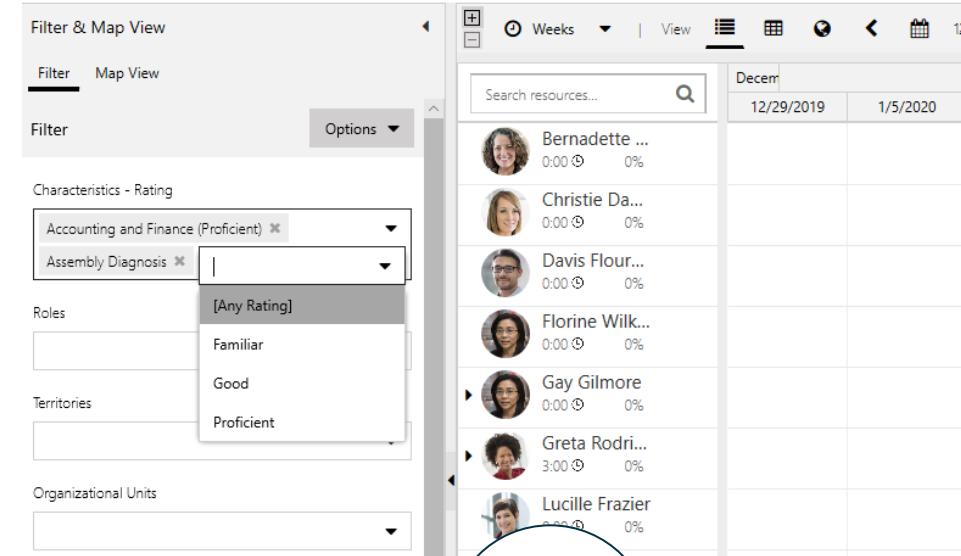 Filter & Map View
Filter Map View
Filter
Options
Characteristics - Rating
Accounting and Finance (Proficient)
Assembly Diagnosis
[Any Rating]
Familiar
Good
Proficient
Roles
Territories
Organizational Units
Weeks | View
Search resources...
Decem
12/29/2019 1/5/2020
Bernadette ...
0:00 0%
Christie Da...
0:00 0%
Davis Flour...
0:00 0%
Florine Wilk...
0:00 0%
Gay Gilmore
0:00 0%
Greta Rodri...
3:00 0%
Lucille Frazier
0:00 0%